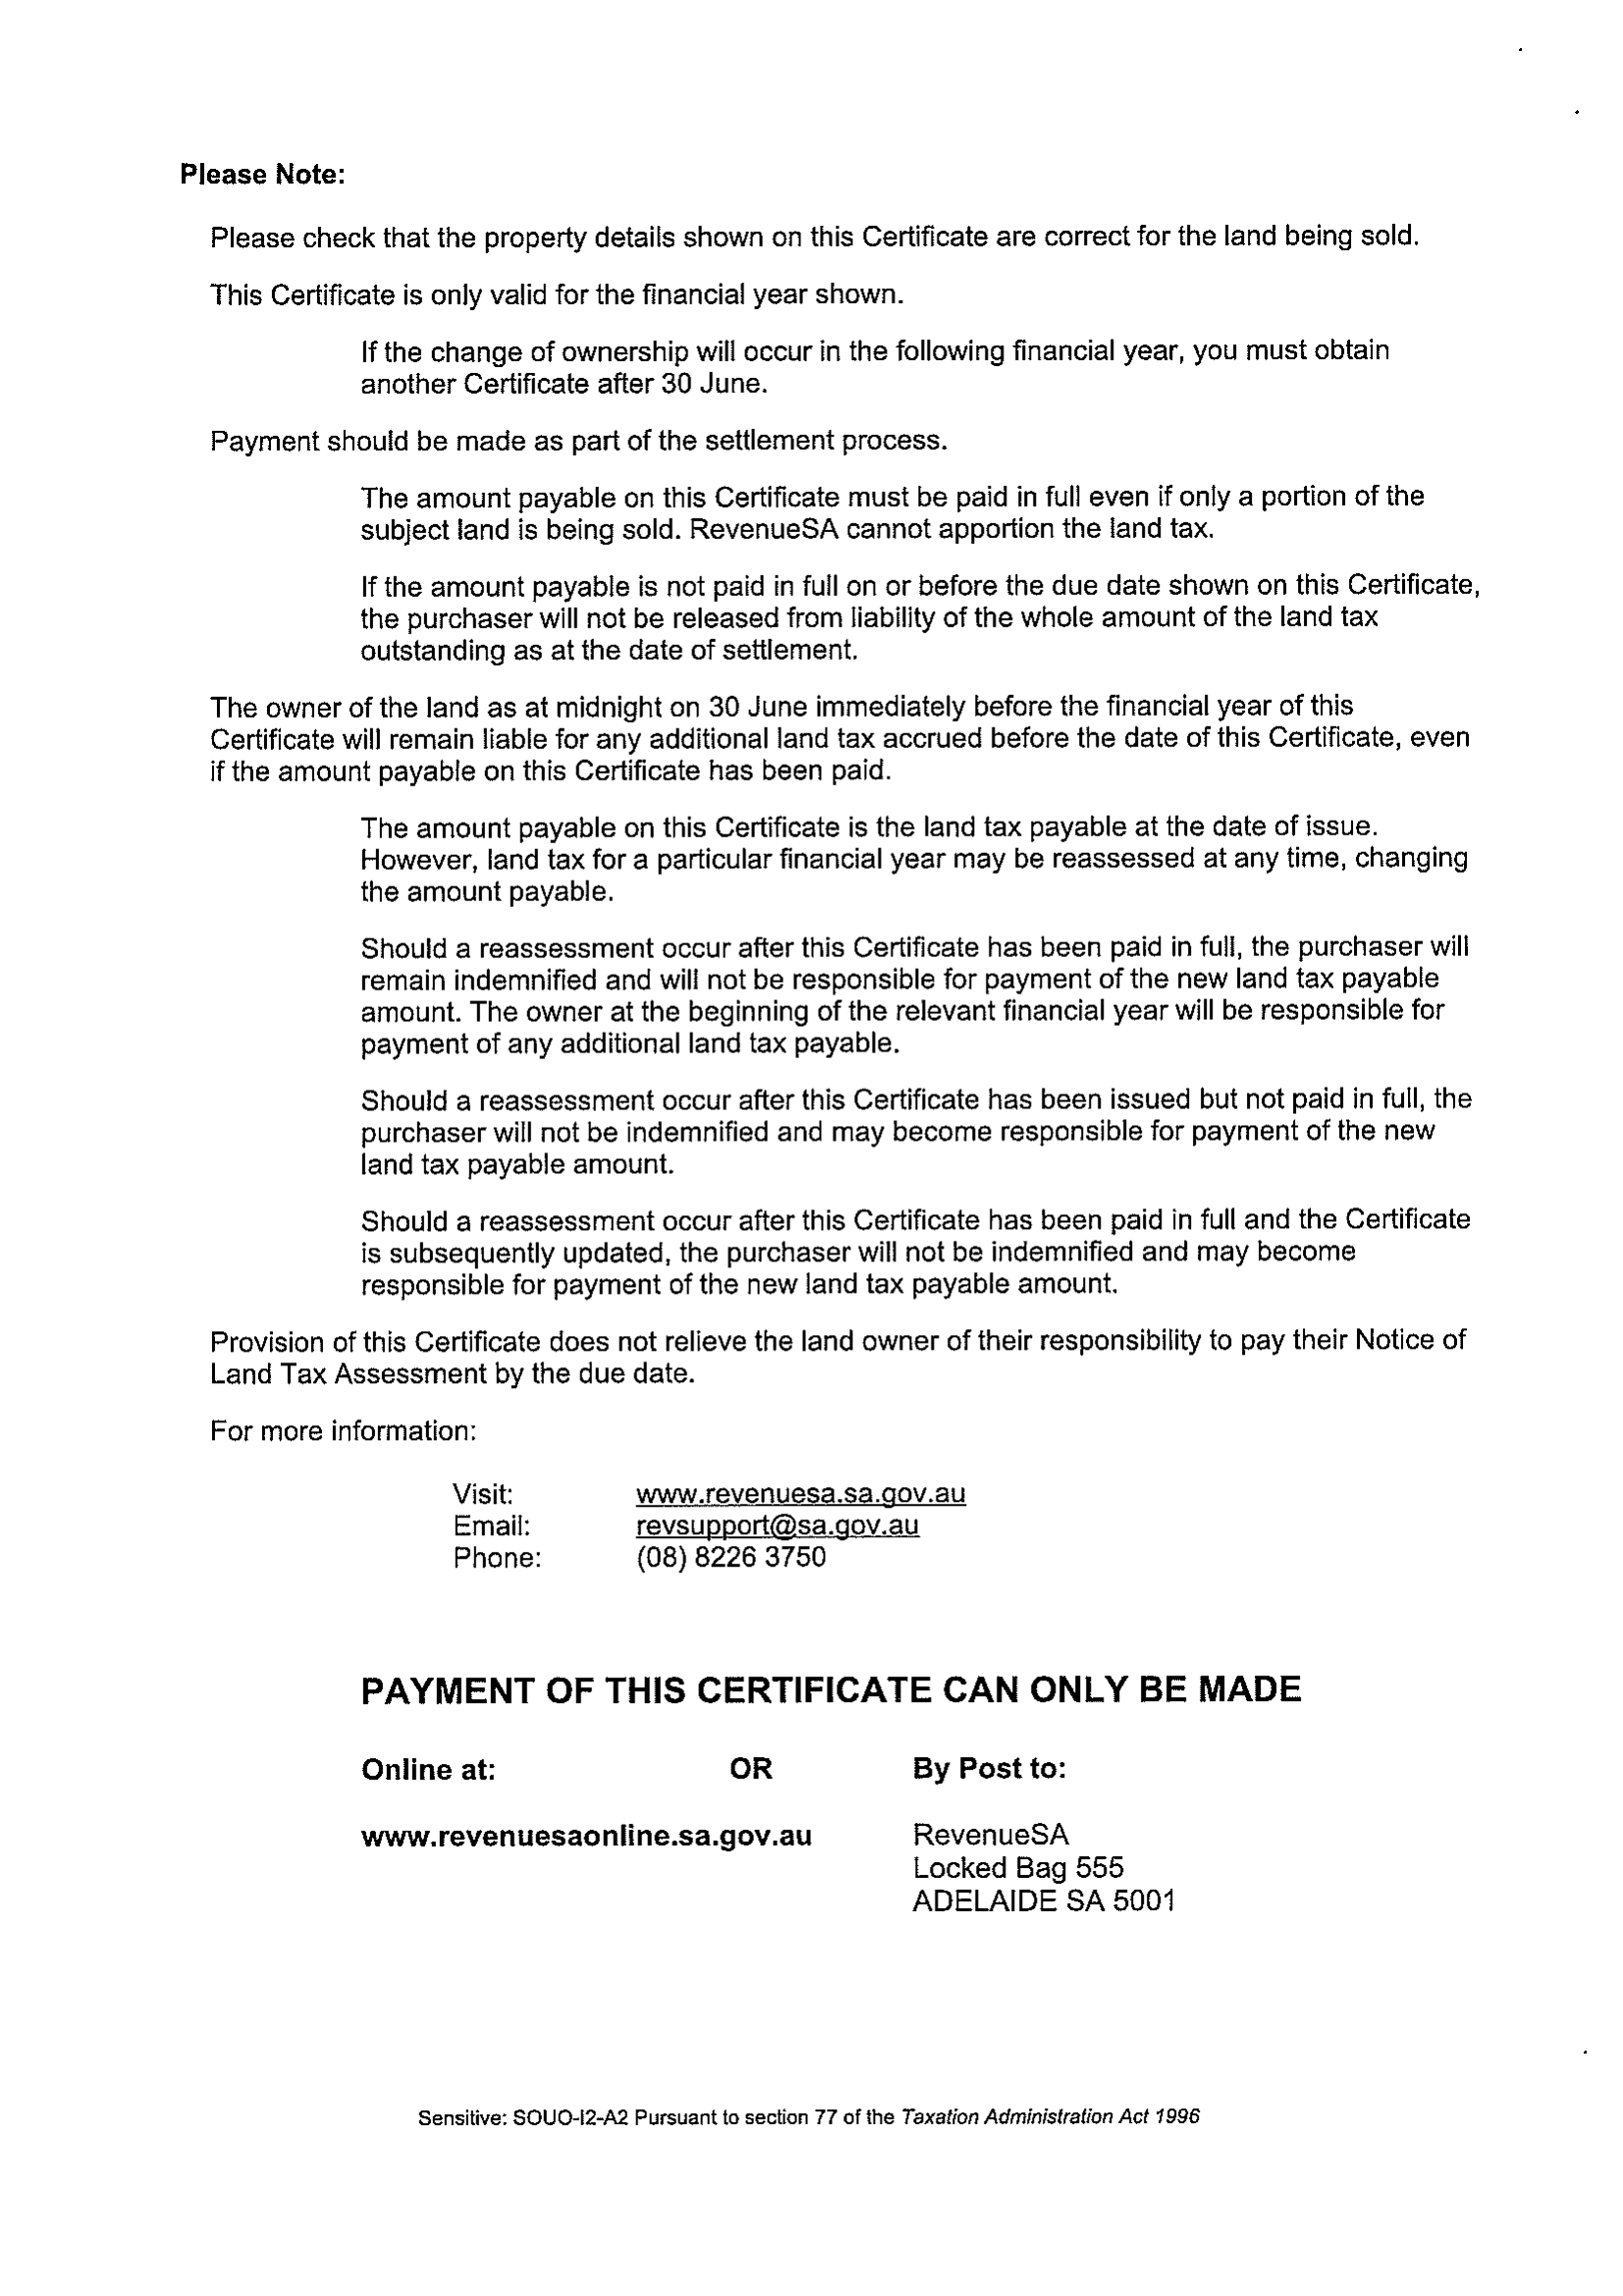 Please Note:
Please check that the property details shown on this Certificate are correct for the land being sold.
This Certificate is only valid for the financial year shown.
If the change of ownership will occur in the following financial year, you must obtain
another Certificate after 30 June.
Payment should be made as part of the settlement process.
The amount payable on this Certificate must be paid in full even if only a portion of the
subject land is being sold. RevenueSA cannot apportion the land tax.
If the amount payable is not paid in full on or before the due date shown on this Certificate,
the purchaser will not be released from liability of the whole amount of the land tax
outstanding as at the date of settlement.
The owner of the land as at midnight on 30 June immediately before the financial year of this
Certificate will remain liable for any additional land tax accrued before the date of this Certificate, even
if the amount payable on this Certificate has been paid.
The amount payable on this Certificate is the land tax payable at the date of issue.
However, land tax for a particular financial year may be reassessed at any time, changing
the amount payable.
Should a reassessment occur after this Certificate has been paid in full, the purchaser will
remain indemnified and will not be responsible for payment of the new land tax payable
amount. The owner at the beginning of the relevant financial year will be responsible for
payment of any additional land tax payable.
Should a reassessment occur after this Certificate has been issued but not paid in full, the
purchaser will not be indemnified and may become responsible for payment of the new
land tax payable amount.
Should a reassessment occur after this Certificate has been paid in full and the Certificate
is subsequently updated, the purchaser will not be indemnified and may become
responsible for payment of the new land tax payable amount.
Provision of this Certificate does not relieve the land owner of their responsibility to pay their Notice of
Land Tax Assessment by the due date.
For more information:
Visit: www.revenuesa.sa.gov.au
Email: revsupport@sa.gov.au
Phone: (08) 8226 3750
PAYMENT OF THIS CERTIFICATE CAN ONLY BE MADE
Online at: OR By Post to:
www.revenuesaonline.sa.gov.au RevenueSA
Locked Bag 555
ADELAIDE SA 5001
Sensitive: SOUO-I2-A2 Pursuant to section 77 of the Taxation Administration Act 1996